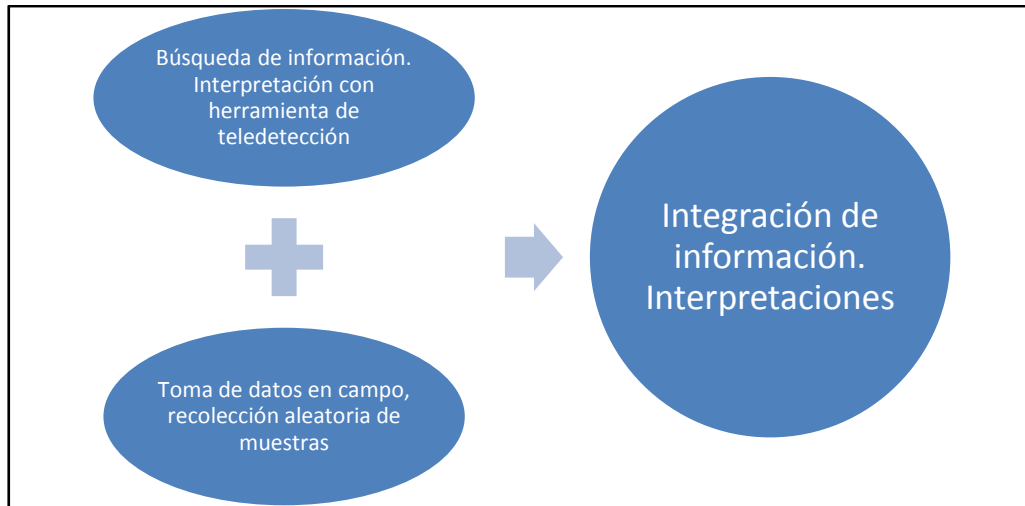 Búsqueda de información.
Interpretación con
herramienta de
teledetección
Toma de datos en campo,
recolección aleatoria de
muestras
Integración de
información.
Interpretaciones